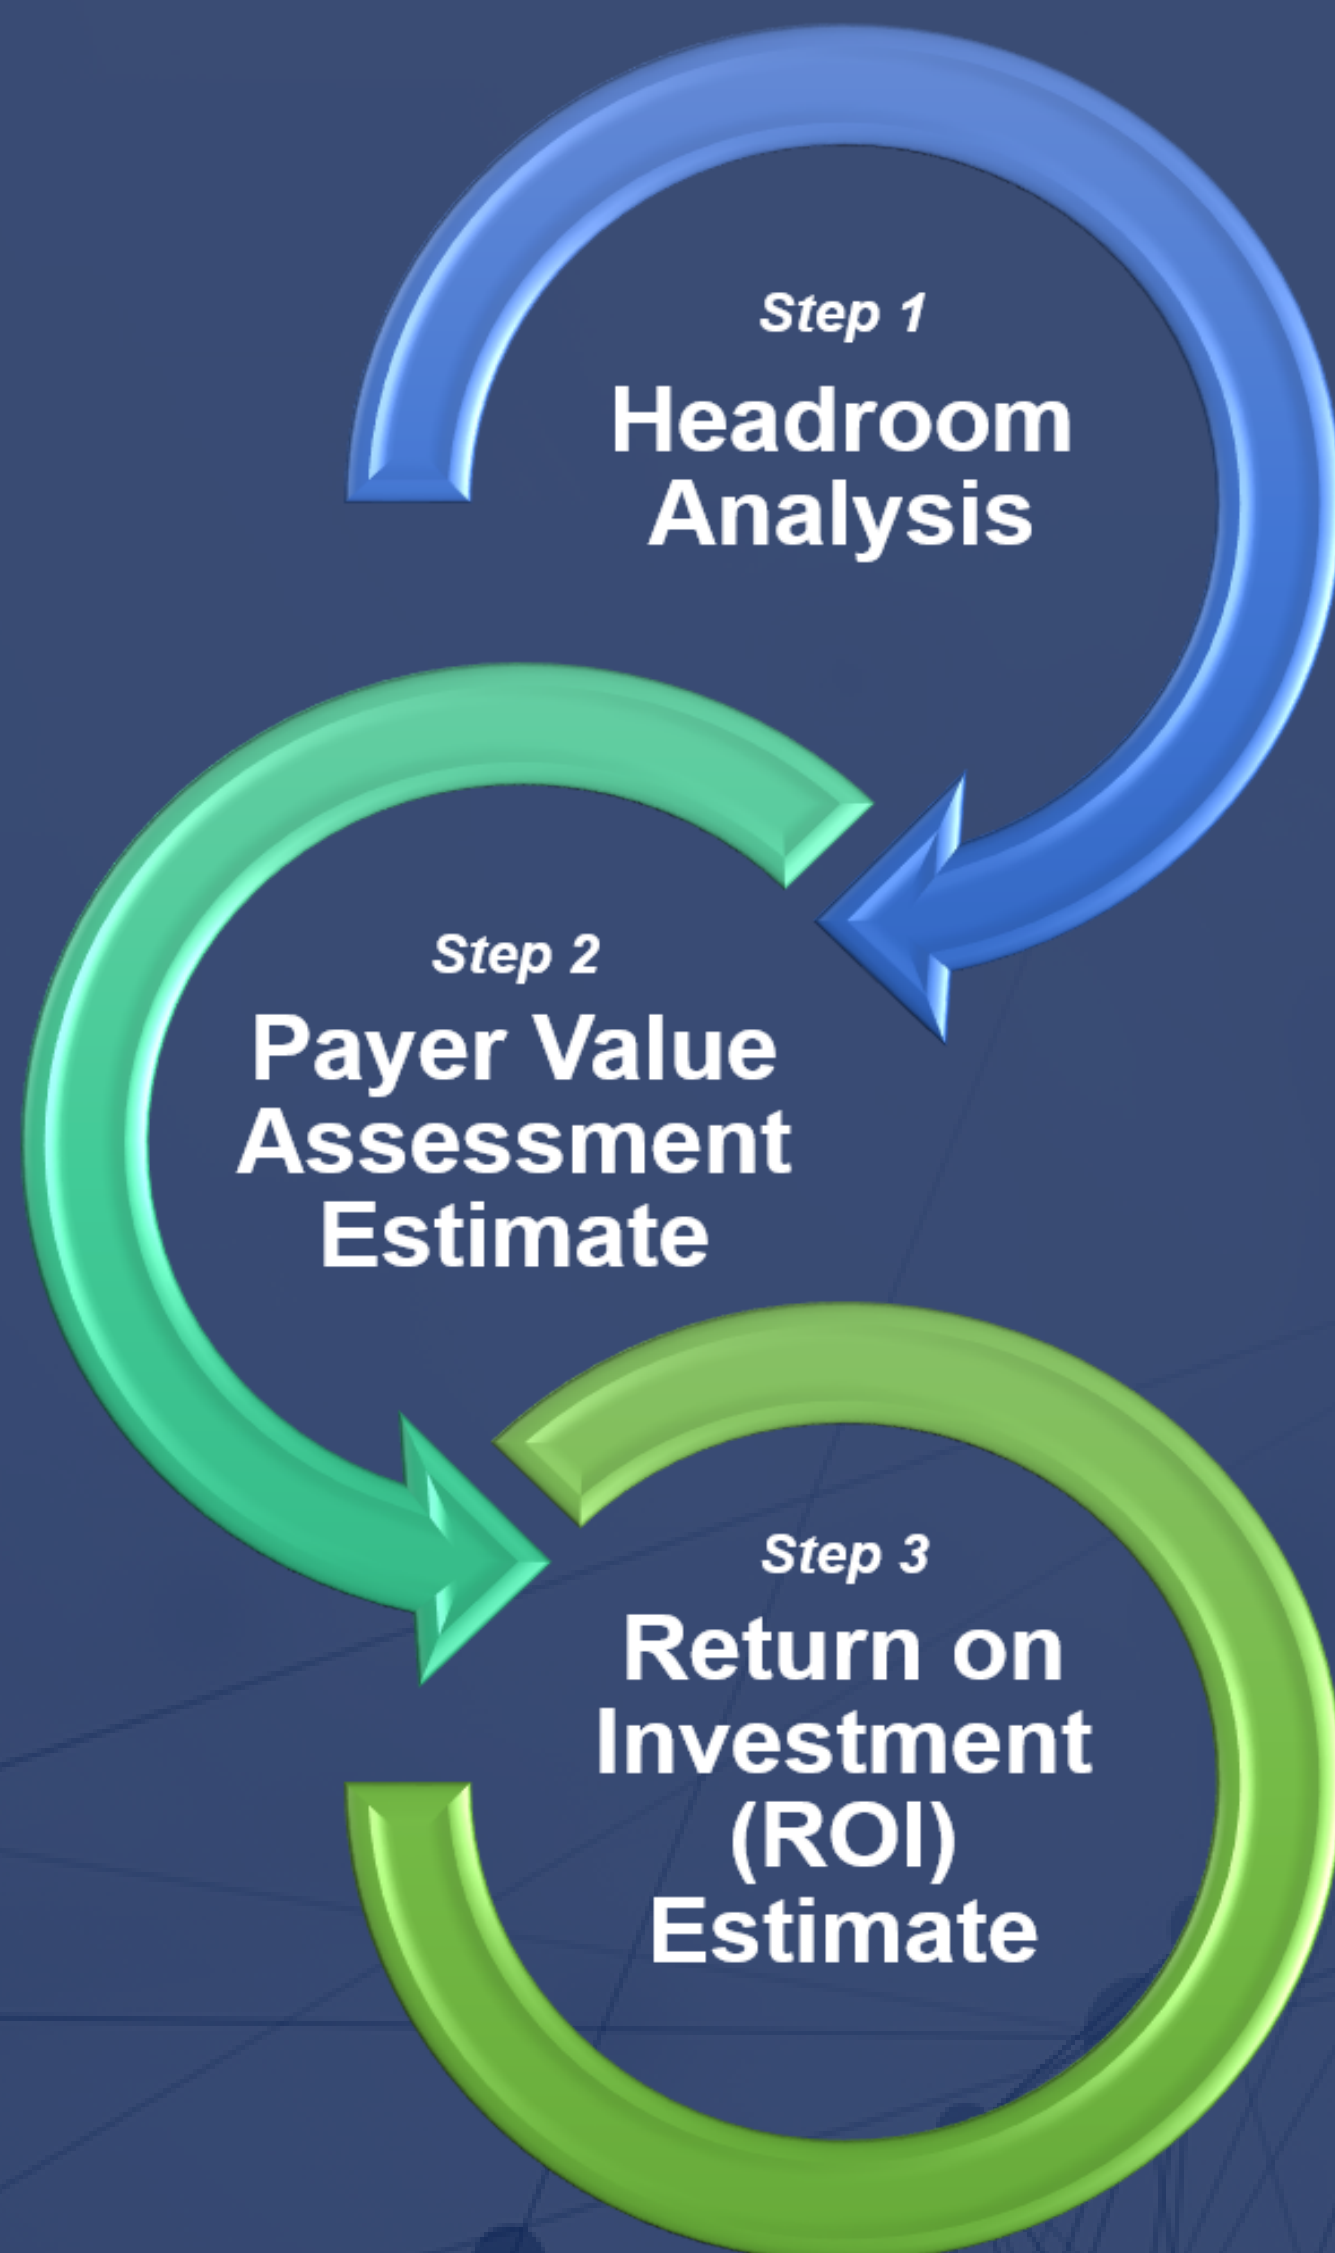 Step 1
Headroom
Analysis
Step 2
Payer Value
Assessment
Estimate
Step 3
Return on
Investment
(ROI)
Estimate